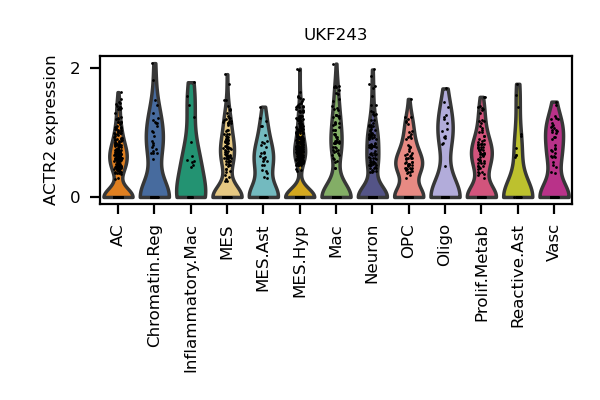 UKF243
ACTR2 expression
2
0
AC
Chromatin.Reg
Inflammatory.Mac
MES
MES.Ast
MES.Hyp
Mac
Neuron
OPC
Oligo
Prolif.Metab
Reactive.Ast
Vasc